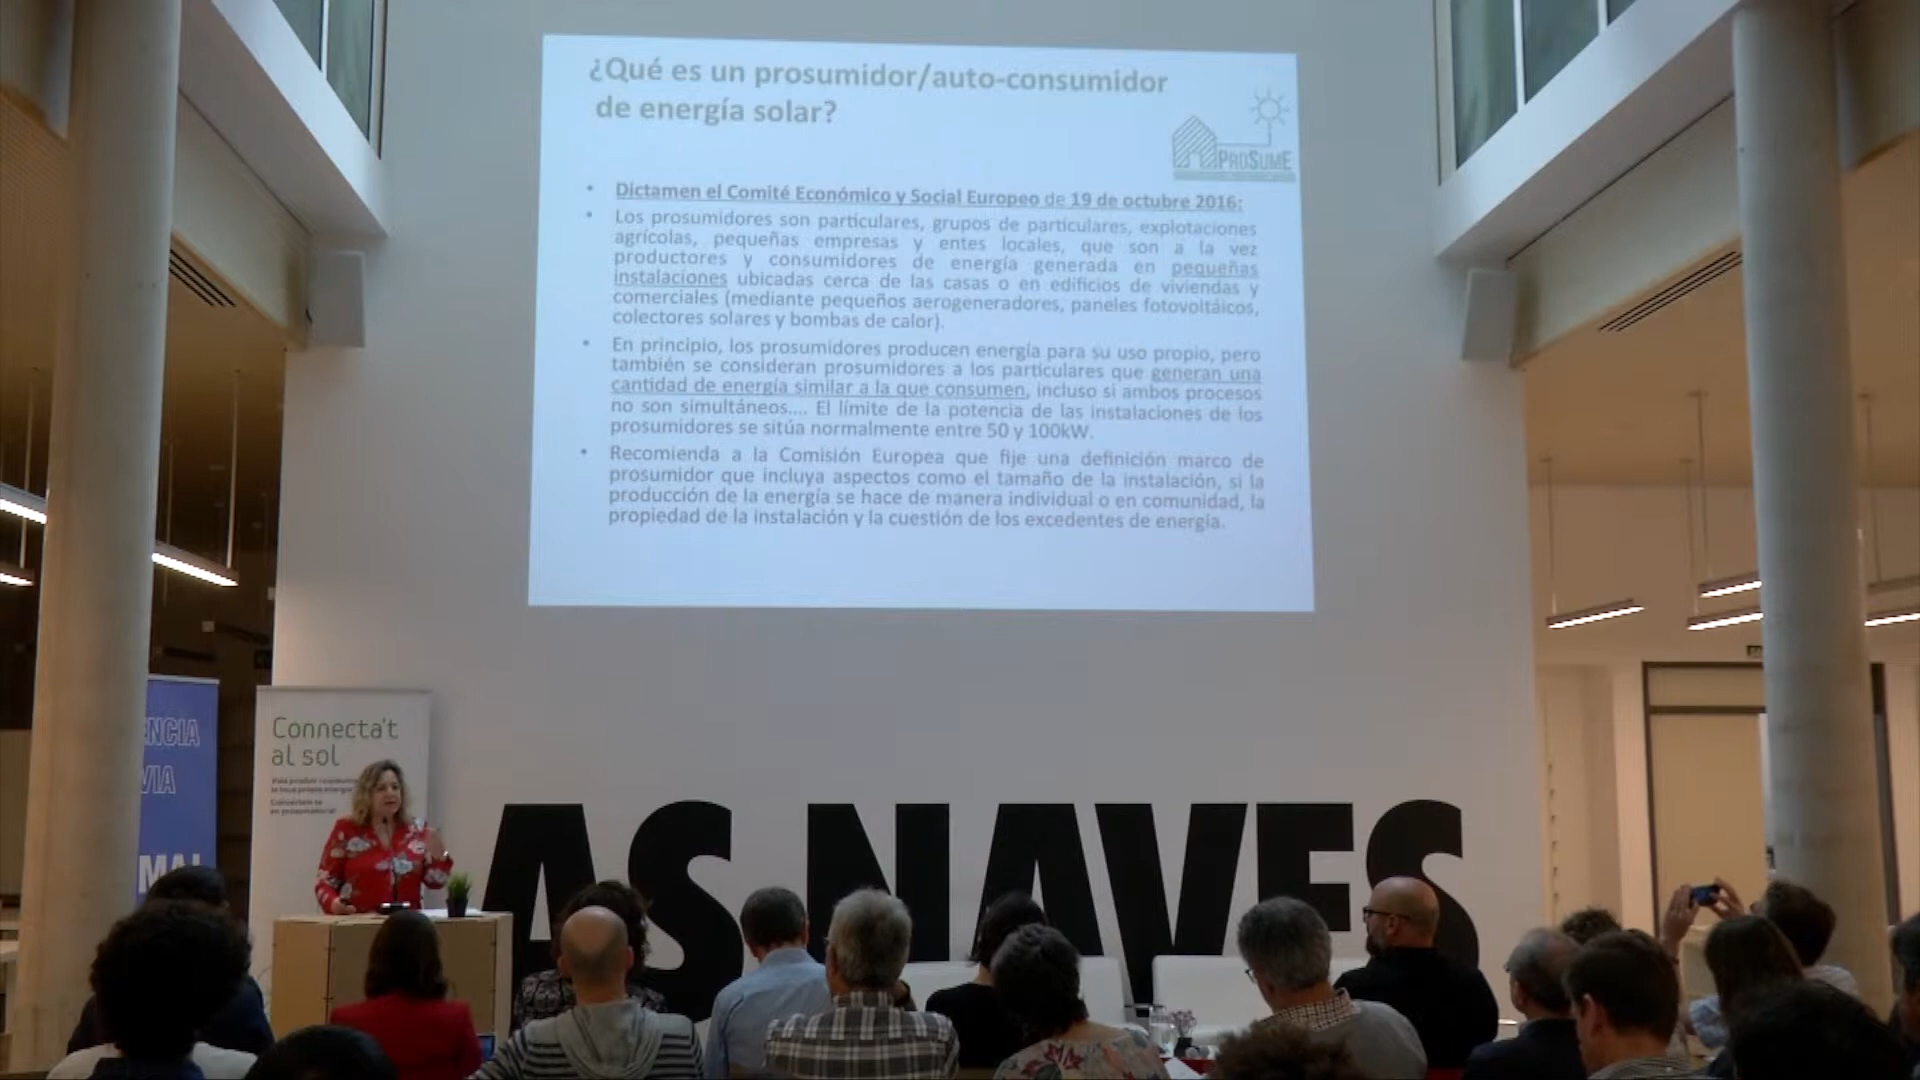 ¿Qué es un prosumidor/auto-consumidor
de energía solar?
PROSUME
• Dictamen el Comité Económico y Social Europeo de 19 de octubre 2016:
• Los prosumidores son particulares, grupos de particulares, explotaciones
agrícolas, pequeñas empresas y entes locales, que son a la vez
productores y consumidores de energía generada en pequeñas
instalaciones ubicadas cerca de las casas o en edificios de viviendas y
comerciales (mediante pequeños aerogeneradores, paneles fotovoltáicos,
colectores solares y bombas de calor).
• En principio, los prosumidores producen energía para su uso propio, pero
también se consideran prosumidores a los particulares que generan una
cantidad de energía similar a la que consumen, incluso si ambos procesos
no son simultáneos.... El límite de la potencia de las instalaciones de los
prosumidores se sitúa normalmente entre 50 y 100kW.
• Recomienda a la Comisión Europea que fije una definición marco de
prosumidor que incluya aspectos como el tamaño de la instalación, si la
producción de la energía se hace de manera individual o en comunidad, la
propiedad de la instalación y la cuestión de los excedentes de energía.
ENCIA
VIA
MAI
Connecta't
al sol
AS NAVES